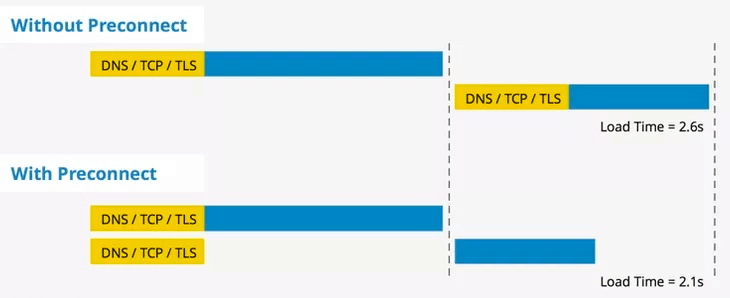 Without Preconnect
DNS / TCP / TLS
DNS / TCP / TLS
Load Time = 2.6s
With Preconnect
DNS / TCP / TLS
DNS / TCP / TLS
Load Time = 2.1s